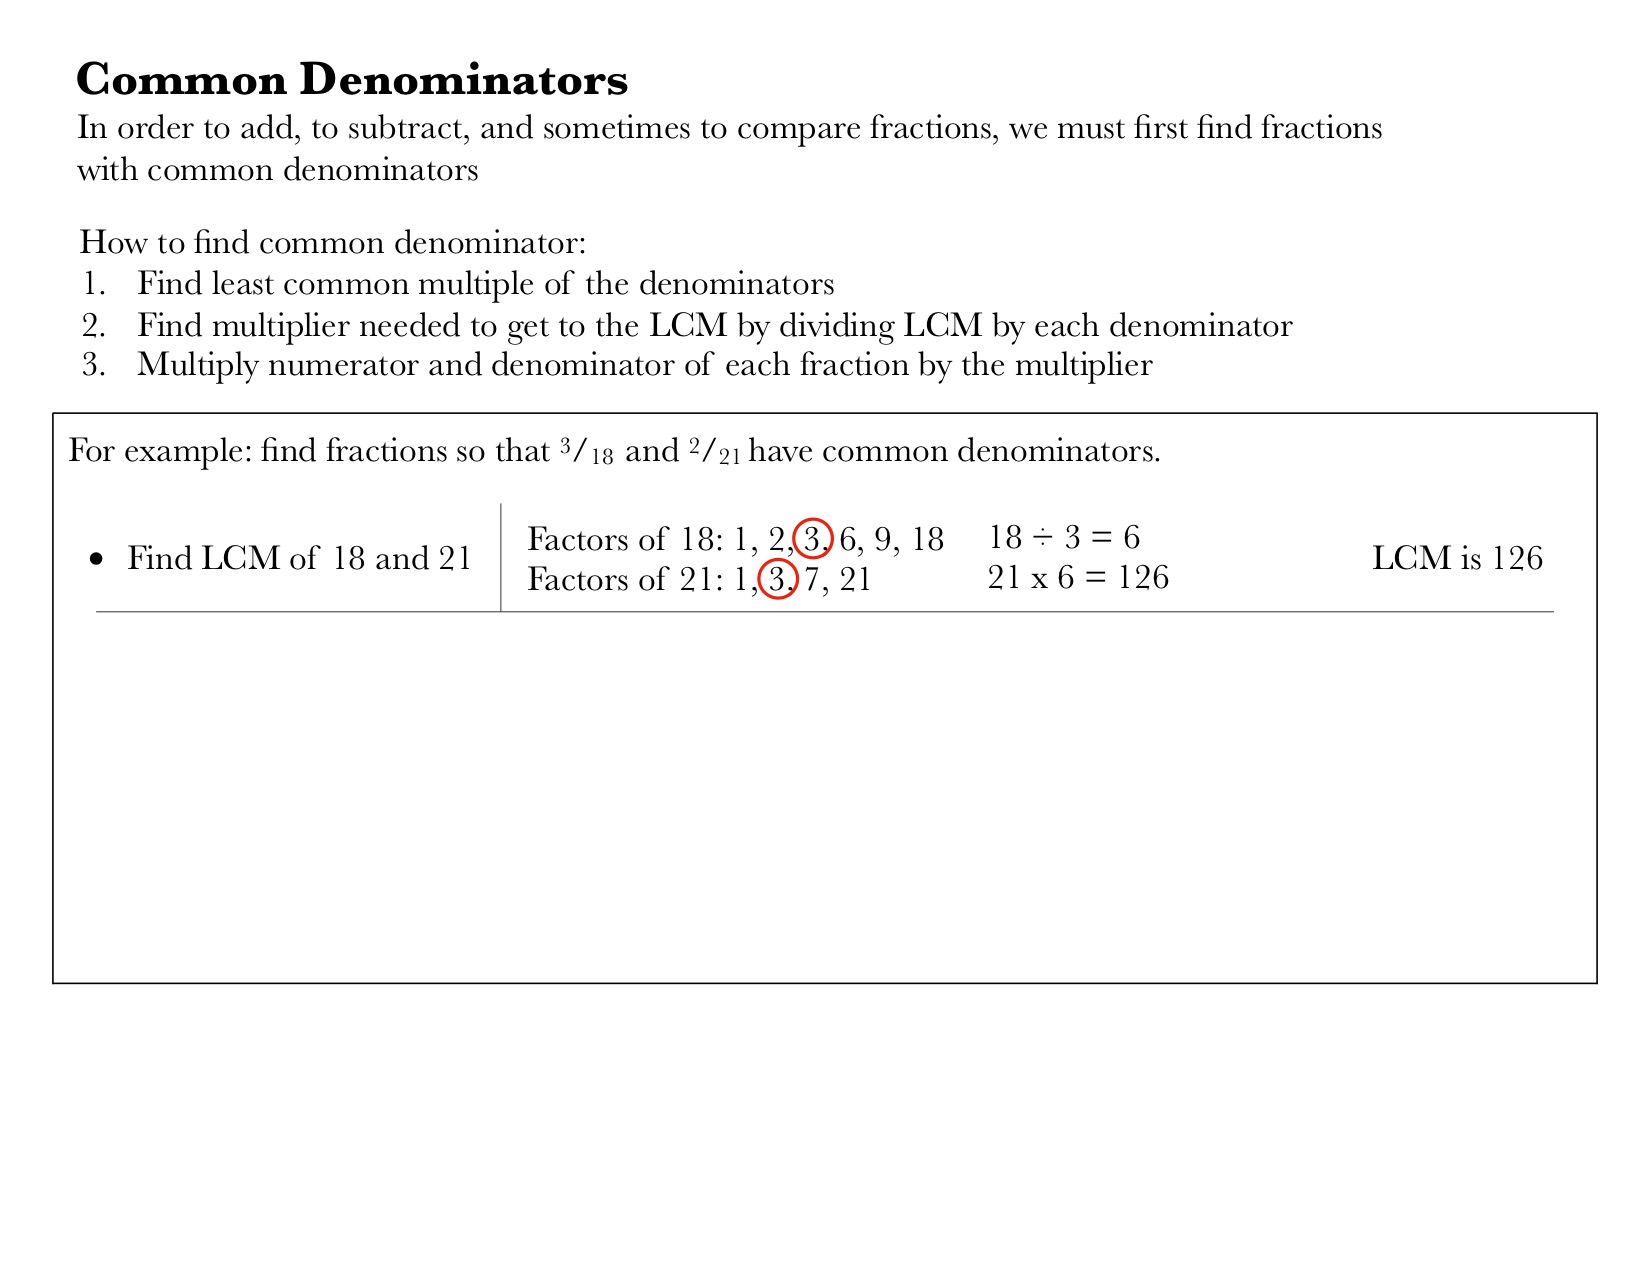 Common Denominators
In order to add, to subtract, and sometimes to compare fractions, we must first find fractions
with common denominators
How to find common denominator:
1. Find least common multiple of the denominators
2. Find multiplier needed to get to the LCM by dividing LCM by each denominator
3. Multiply numerator and denominator of each fraction by the multiplier
For example: find fractions so that 3/18 and 2/21 have common denominators.
• Find LCM of 18 and 21
Factors of 18: 1, 2, 3, 6, 9, 18
Factors of 21: 1, 3, 7, 21
18 ÷ 3 = 6
21 x 6 = 126
LCM is 126